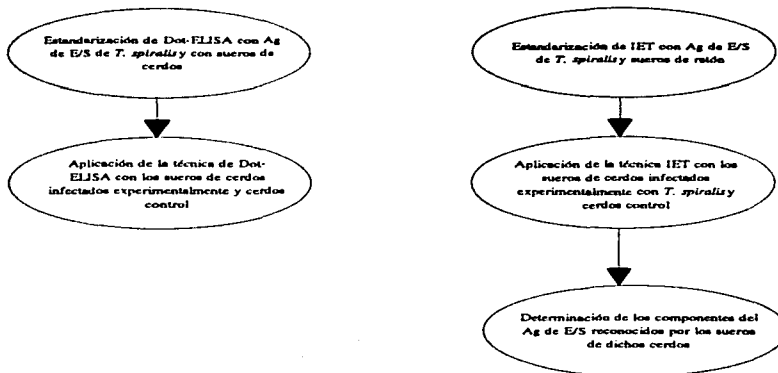 Estandarización de Dot-ELISA con Ag
de E/S de T. spiralis y con sueros de
cerdos
Aplicación de la técnica de Dot-
ELISA con los sueros de cerdos
infectados experimentalmente y cerdos
control
Estandarización de IET con Ag de E/S
de T. spiralis y sueros de ratón
Aplicación de la técnica IET con los
sueros de cerdos infectados
experimentalmente con T. spiralis y
cerdos control
Determinación de los componentes del
Ag de E/S reconocidos por los sueros
de dichos cerdos